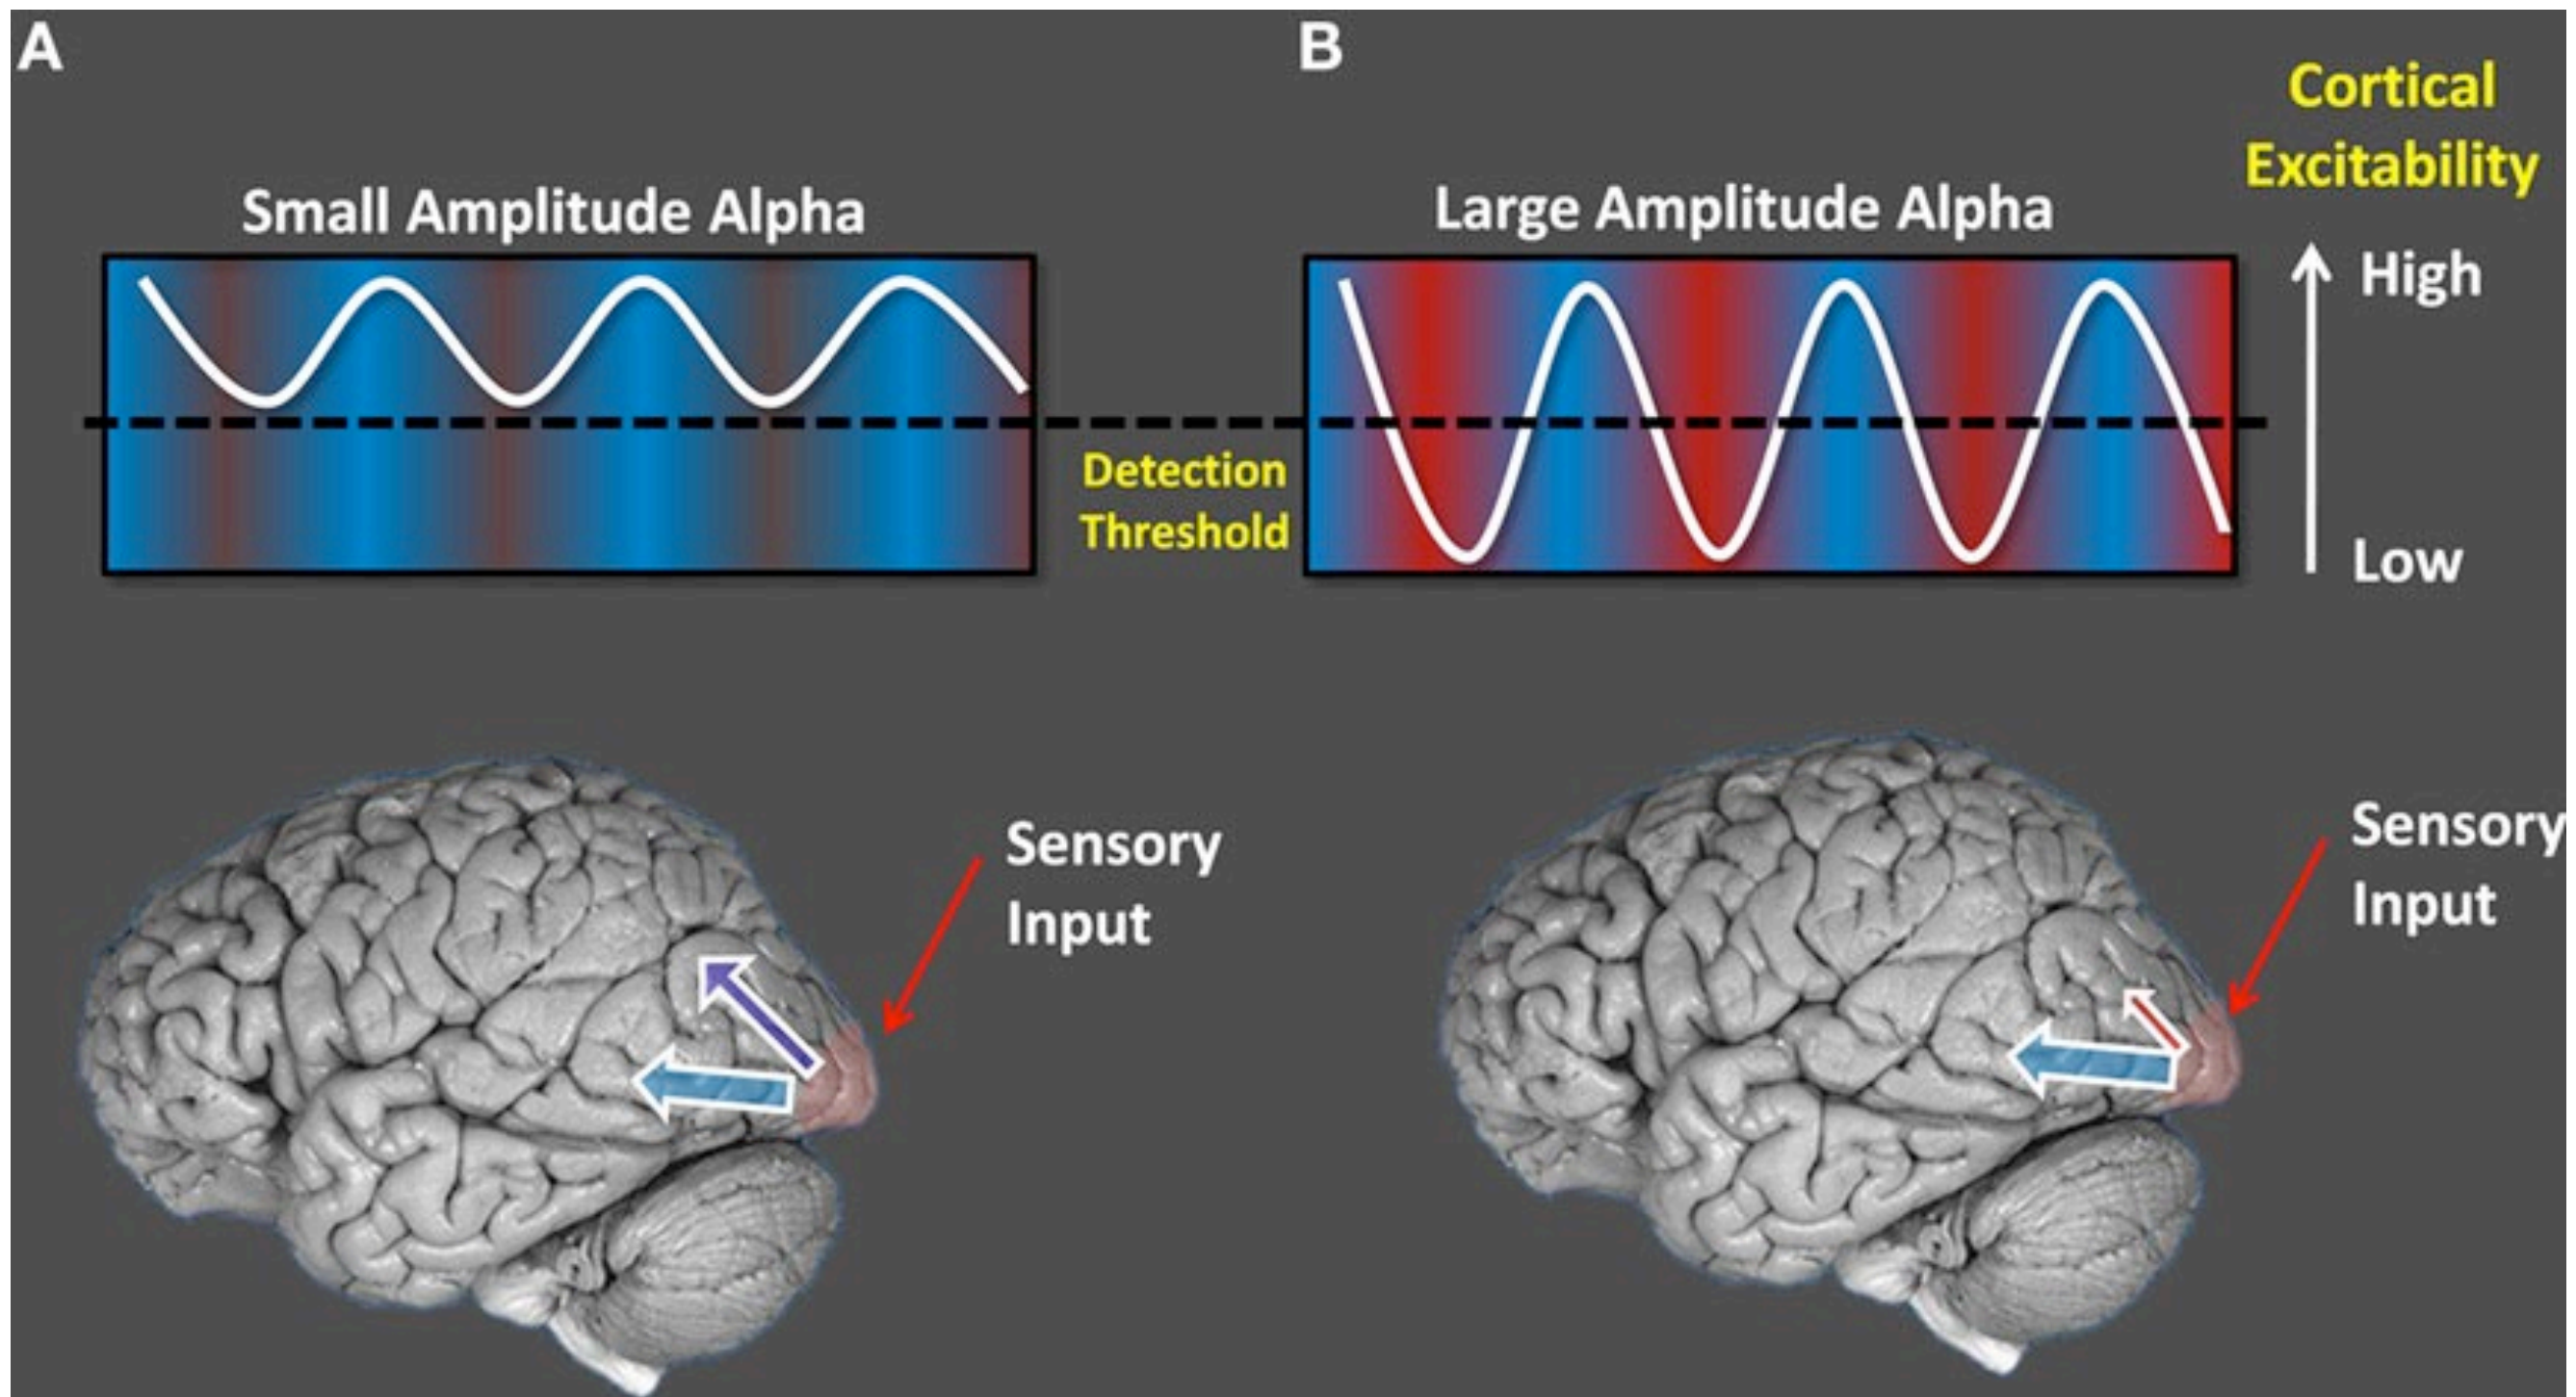 A
B
Cortical
Excitability
Small Amplitude Alpha
Large Amplitude Alpha
High
Detection
Threshold
Low
Sensory
Input
Sensory
Input